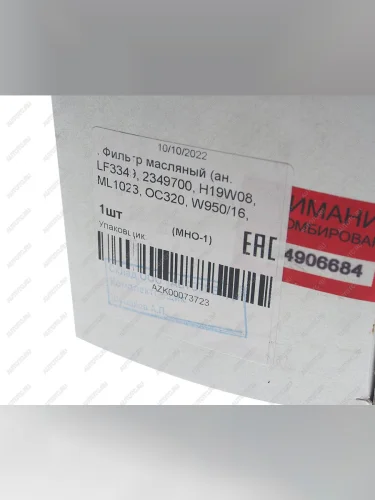 10/10/2022
. Фильтр масляный (ан.
2349700, H19W08,
ML1023, OC320, W950/16,
1шт
Упаковщик. (МНО-1)
EAC
AZK00073723
4906684